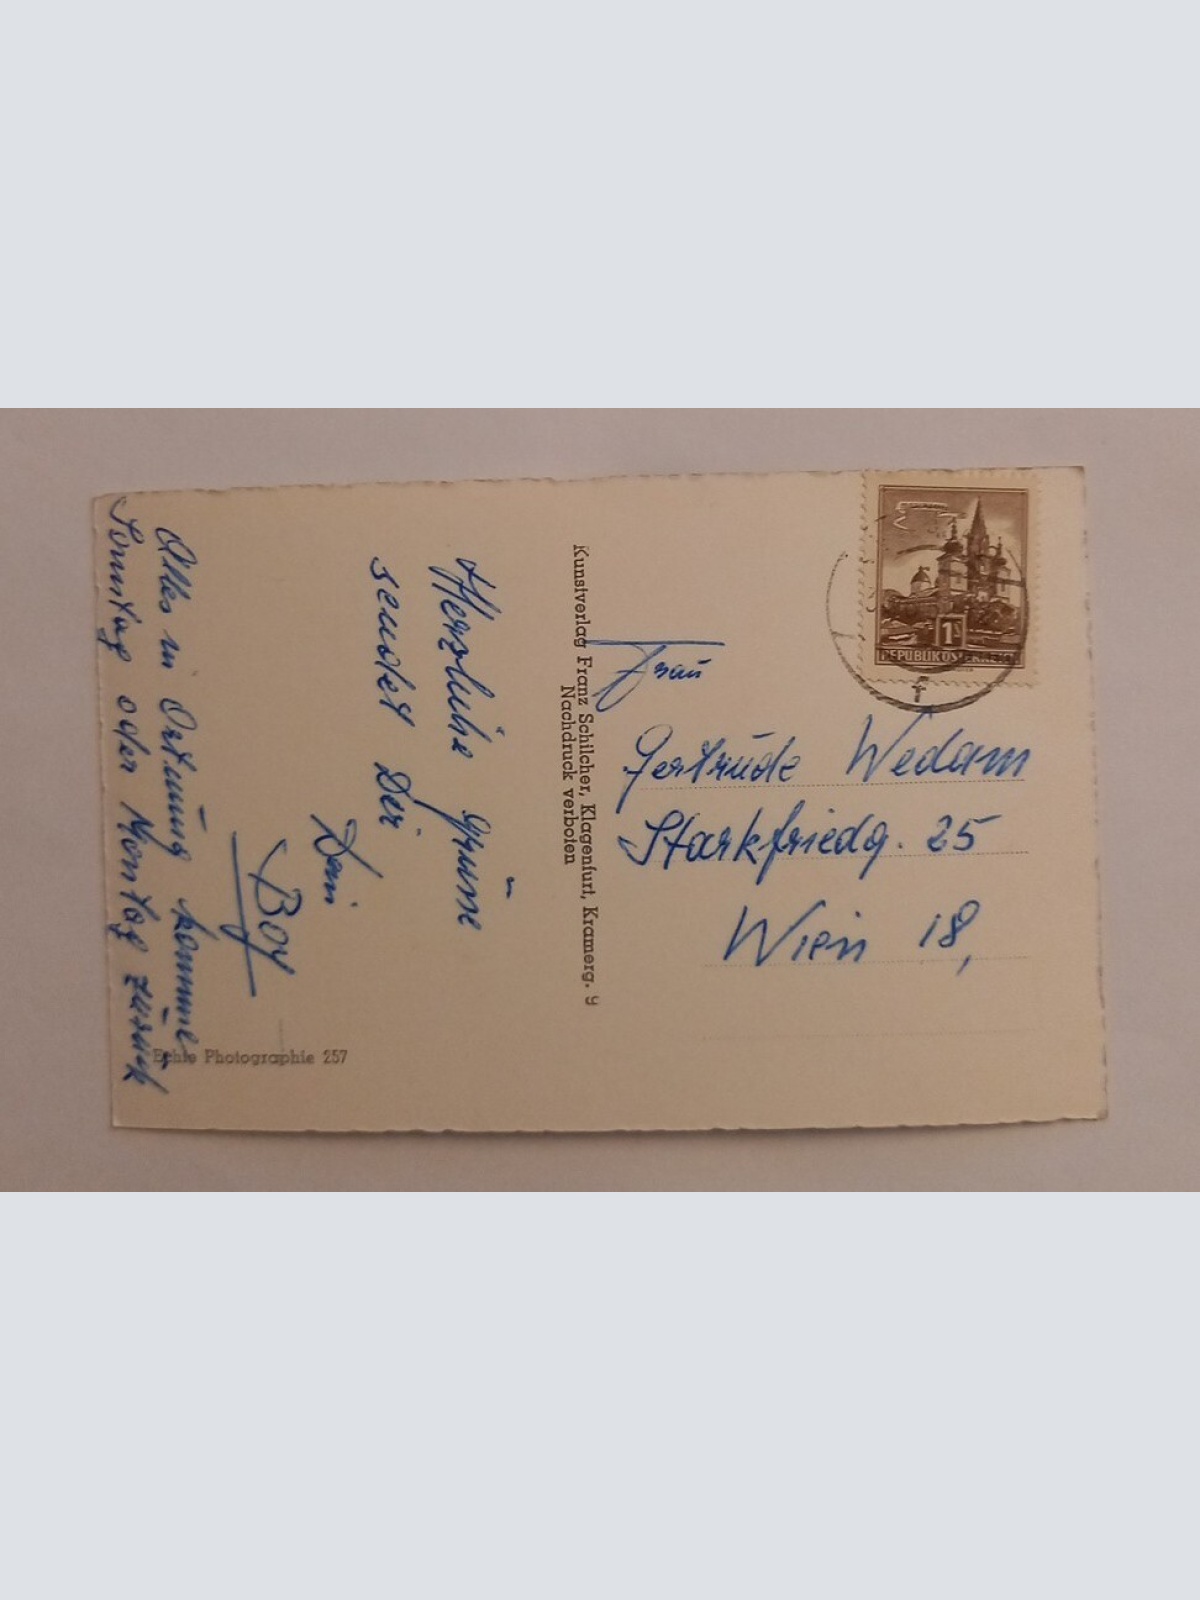 Herzliche Grüße
sendet Dir
Dein
Boy
Alles in Ordnung komme
Sonntag oder Montag zurück
Echte Photographie 257
Kunstverlag Franz Schilcher, Klagenfurt, Kramerg. 9
Nachdruck verboten
Frau
Gertrude Wedam
Starkfriedg. 25
Wien 18,
1S
REPUBLIK ÖSTERREICH
f